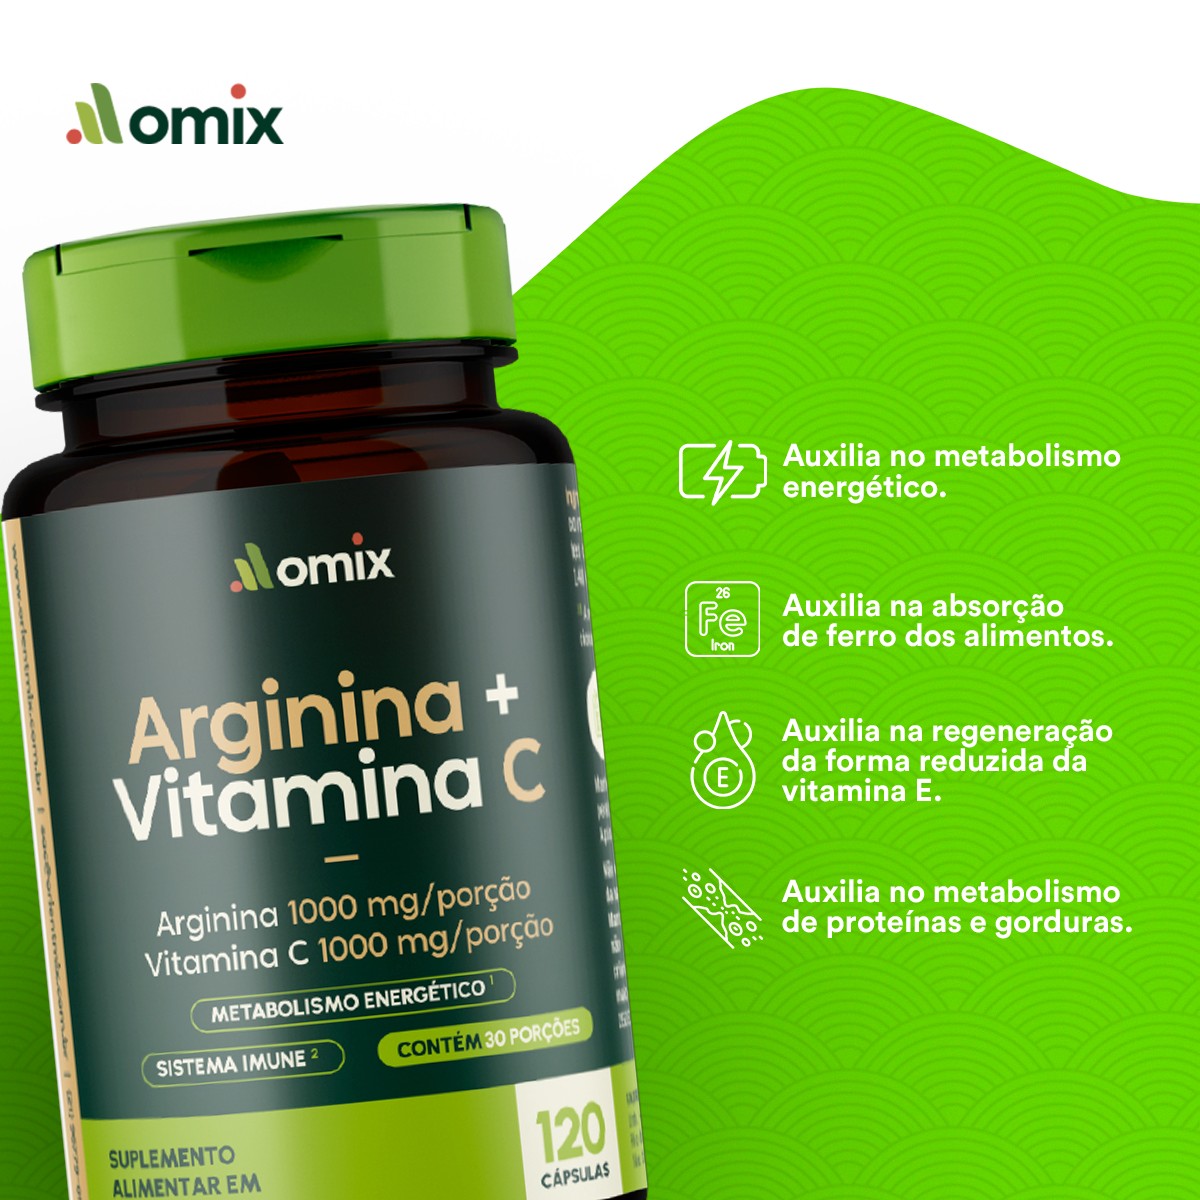 omix
omix
Arginina +
Vitamina C
Arginina 1000 mg/porção
Vitamina C 1000 mg/porção
METABOLISMO ENERGÉTICO¹
SISTEMA IMUNE²
CONTÉM 30 PORÇÕES
SUPLEMENTO
ALIMENTAR EM
120
CÁPSULAS
Auxilia no metabolismo
energético.
26
Fe
Iron
Auxilia na absorção
de ferro dos alimentos.
E
Auxilia na regeneração
da forma reduzida da
vitamina E.
Auxilia no metabolismo
de proteínas e gorduras.